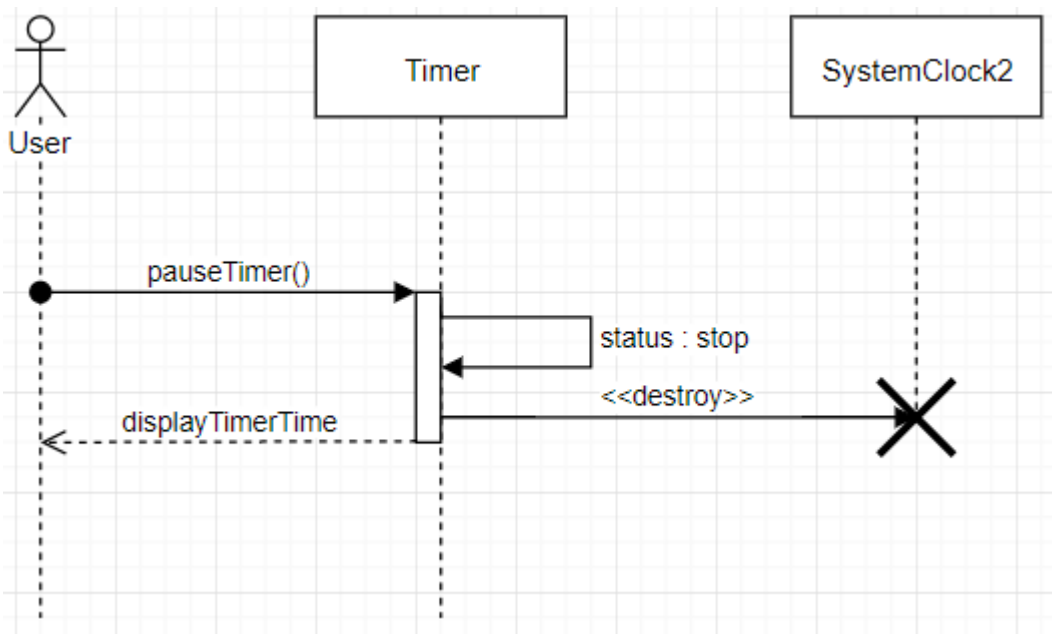 User
Timer
SystemClock2
pauseTimer()
status : stop
<<destroy>>
displayTimerTime